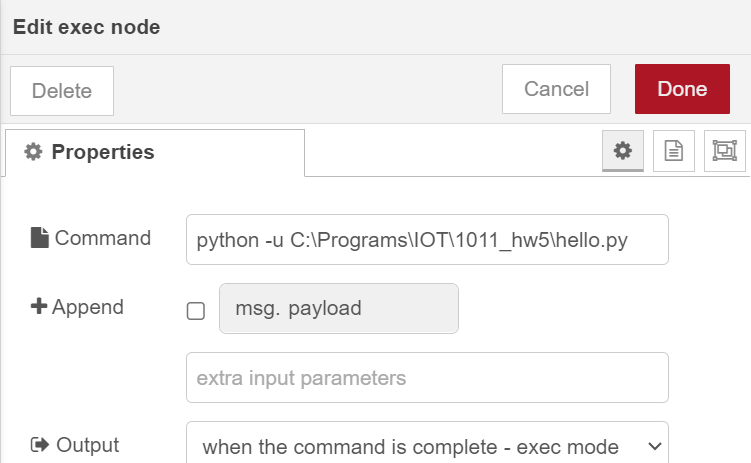 Edit exec node
Delete
Cancel
Done
Properties
Command
python -u C:\Programs\IOT\1011_hw5\hello.py
Append
msg. payload
extra input parameters
Output
when the command is complete - exec mode